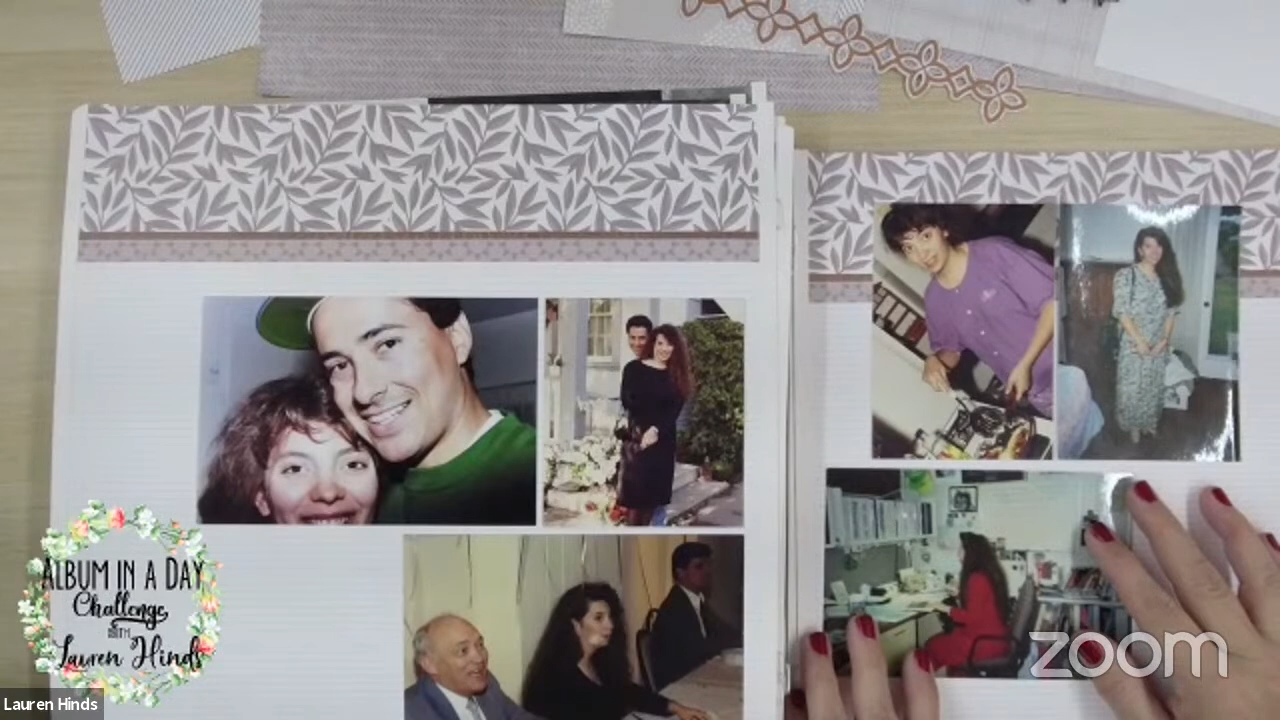 ALBUM IN A DAY
Challenge
WITH
Lauren Hinds
Lauren Hinds
zoom